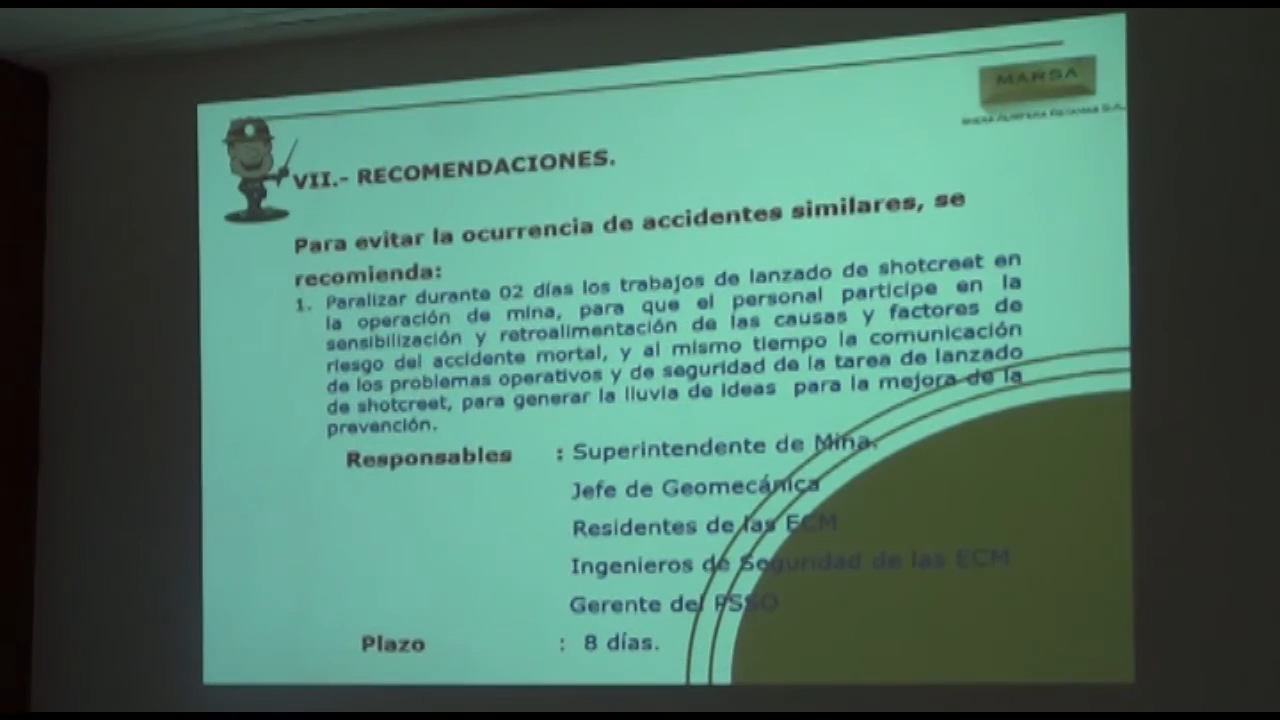 MARSA
VII.- RECOMENDACIONES.
Para evitar la ocurrencia de accidentes similares, se
recomienda:
1. Paralizar durante 02 días los trabajos de lanzado de shotcreet en
la operación de mina, para que el personal participe en la
sensibilización y retroalimentación de las causas y factores de
riesgo del accidente mortal, y al mismo tiempo la comunicación
de los problemas operativos y de seguridad de la tarea de lanzado
de shotcreet, para generar la lluvia de ideas para la mejora de la
prevención.
Responsables : Superintendente de Mina.
Jefe de Geomecánica
Residentes de las ECM
Ingenieros de Seguridad de las ECM
Gerente del PSSO
Plazo : 8 días.